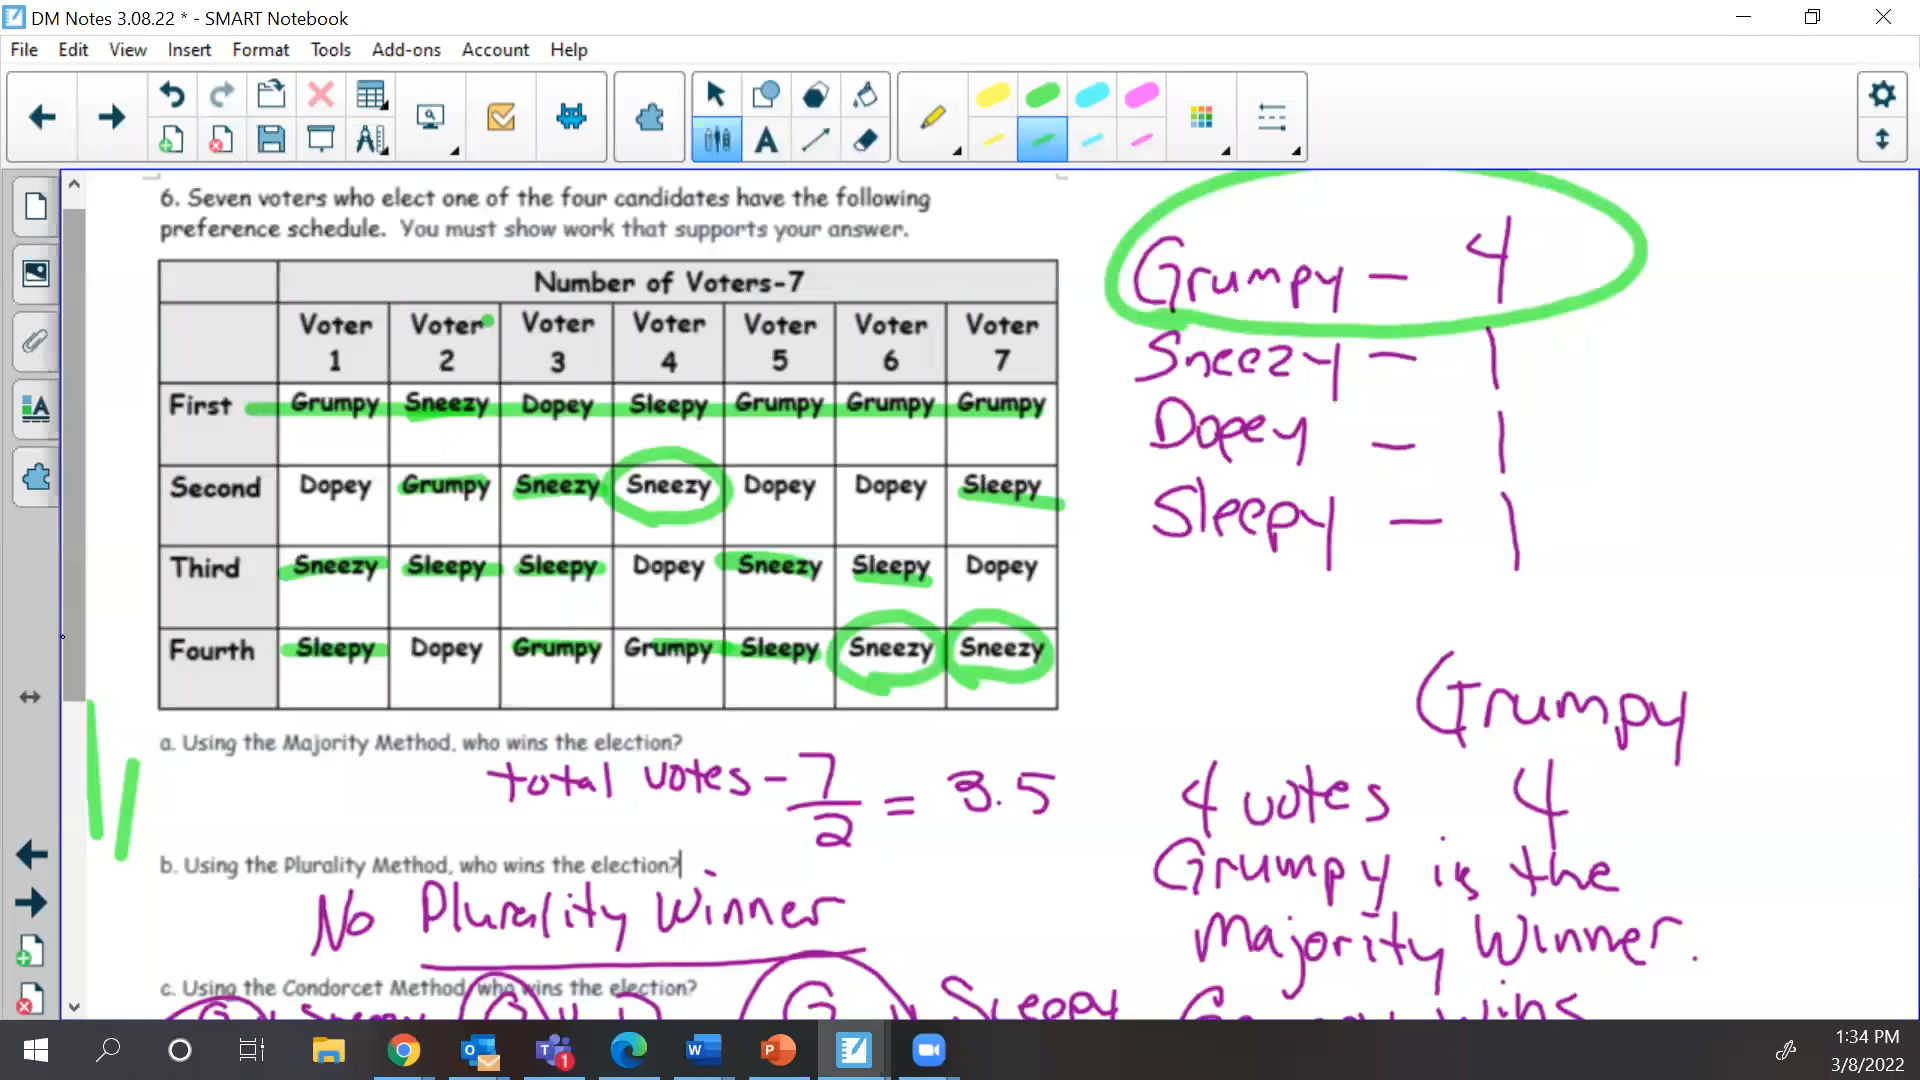 DM Notes 3.08.22 * - SMART Notebook
File Edit View Insert Format Tools Add-ons Account Help
6. Seven voters who elect one of the four candidates have the following
preference schedule. You must show work that supports your answer.
Number of Voters-7
Voter 1 Voter 2 Voter 3 Voter 4 Voter 5 Voter 6 Voter 7
First Grumpy Sneezy Dopey Sleepy Grumpy Grumpy Grumpy
Second Dopey Grumpy Sneezy Sneezy Dopey Dopey Sleepy
Third Sneezy Sleepy Sleepy Dopey Sneezy Sleepy Dopey
Fourth Sleepy Dopey Grumpy Grumpy Sleepy Sneezy Sneezy
Grumpy - 4
Sneezy - 1
Dopey - 1
Sleepy - 1
a. Using the Majority Method, who wins the election?
total votes - 7/2 = 3.5
Grumpy
4 votes 4
Grumpy is the
Majority Winner.
b. Using the Plurality Method, who wins the election?
No Plurality Winner
c. Using the Condorcet Method, who wins the election?
Sleepy
1:34 PM
3/8/2022